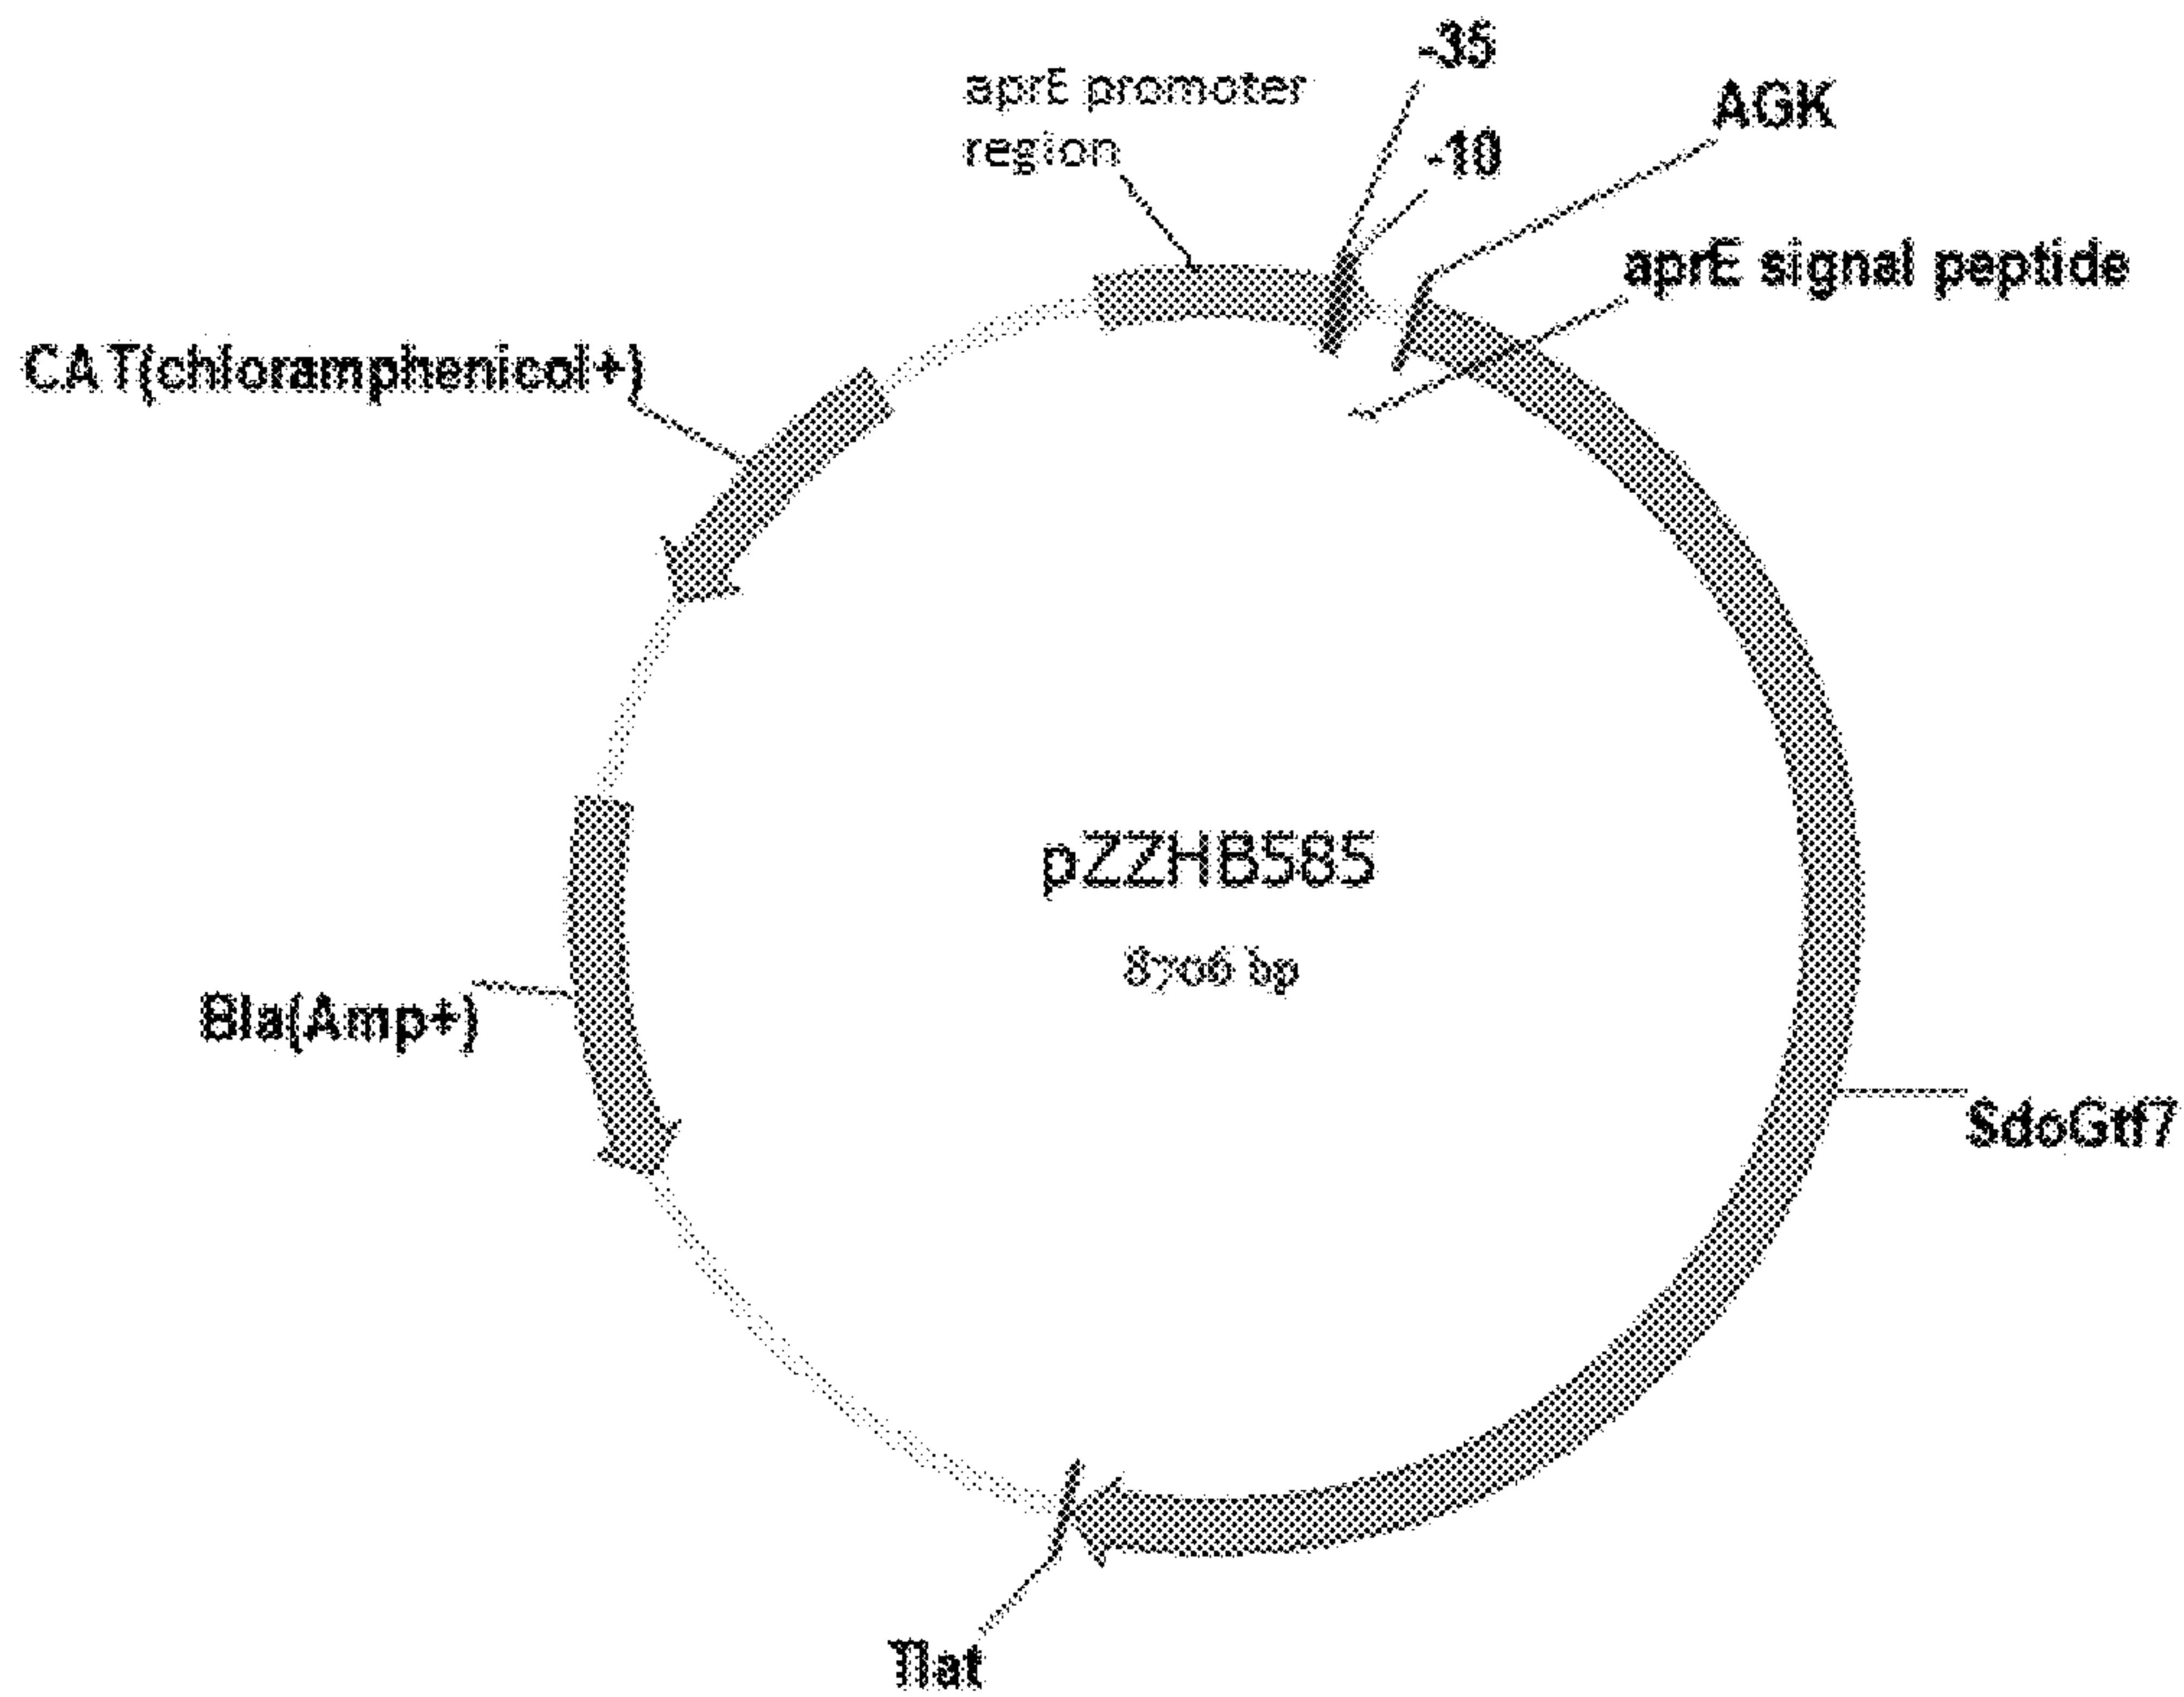 -35
aprE promoter
region
-10
AGK
aprE signal peptide
CAT(chloramphenicol+)
pZZHB585
8706 bp
Bla(Amp+)
SdoGtf7
Tlat